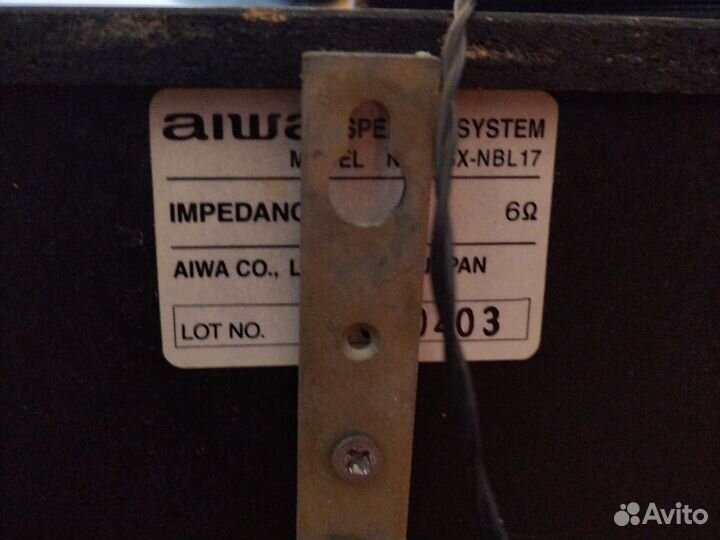 aiwa SPE SYSTEM
M EL N SX-NBL17
IMPEDANC 6Ω
AIWA CO., L PAN
LOT NO. 0403
Avito